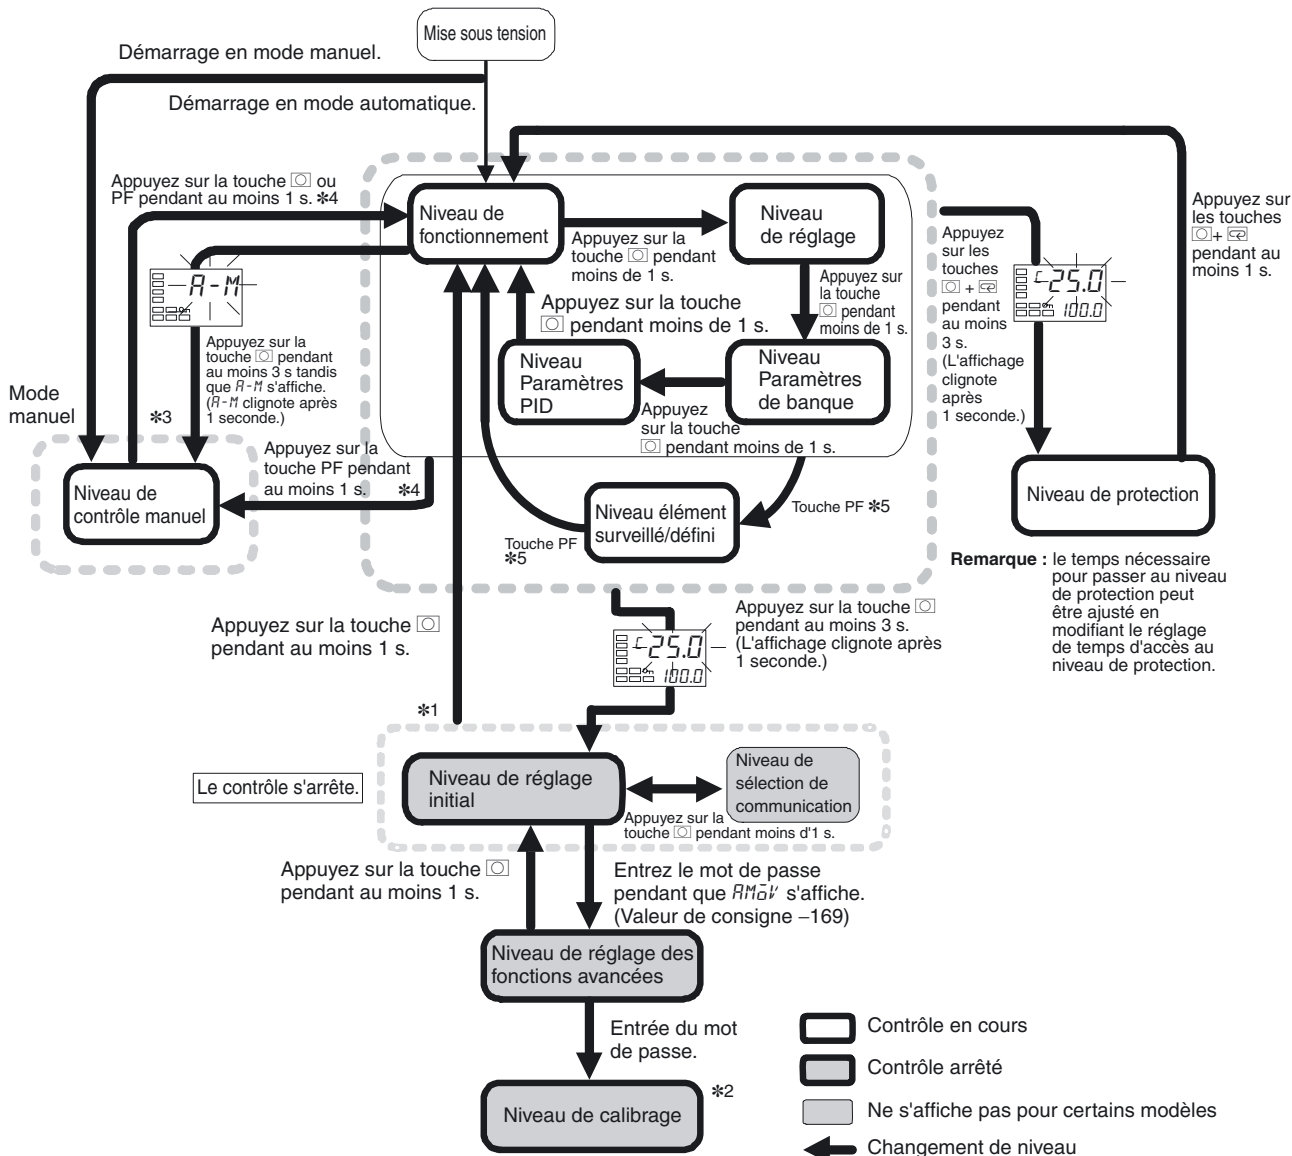 Mise sous tension
Démarrage en mode manuel.
Démarrage en mode automatique.
Appuyez sur la touche ou
PF pendant au moins 1 s. ✻4
Niveau de
fonctionnement
Appuyez sur la
touche pendant
moins de 1 s.
Niveau
de réglage
Appuyez sur
la touche
pendant
moins de 1 s.
Appuyez sur la touche
pendant moins de 1 s.
Niveau
Paramètres
PID
Niveau
Paramètres
de banque
Appuyez
sur la touche
pendant moins de 1 s.
A-M
Appuyez sur la
touche pendant
au moins 3 s tandis
que A-M s'affiche.
(A-M clignote après
1 seconde.)
✻3
Mode
manuel
Niveau de
contrôle manuel
Appuyez sur la
touche PF pendant
au moins 1 s. ✻4
Niveau élément
surveillé/défini
Touche PF ✻5
Touche PF
✻5
Appuyez
sur les
touches
+
pendant
au moins
3 s.
(L'affichage
clignote
après
1 seconde.)
C 25.0
100.0
Appuyez sur
les touches
+
pendant au
moins 1 s.
Niveau de protection
Remarque : le temps nécessaire
pour passer au niveau
de protection peut
être ajusté en
modifiant le réglage
de temps d'accès au
niveau de protection.
Appuyez sur la touche
pendant au moins 1 s.
✻1
C 25.0
100.0
Appuyez sur la touche
pendant au moins 3 s.
(L'affichage clignote après
1 seconde.)
Le contrôle s'arrête.
Niveau de réglage
initial
Niveau de
sélection de
communication
Appuyez sur la
touche pendant moins d'1 s.
Appuyez sur la touche
pendant au moins 1 s.
Entrez le mot de passe
pendant que AMoV s'affiche.
(Valeur de consigne –169)
Niveau de réglage des
fonctions avancées
Entrée du mot
de passe.
Niveau de calibrage
✻2
Contrôle en cours
Contrôle arrêté
Ne s'affiche pas pour certains modèles
Changement de niveau